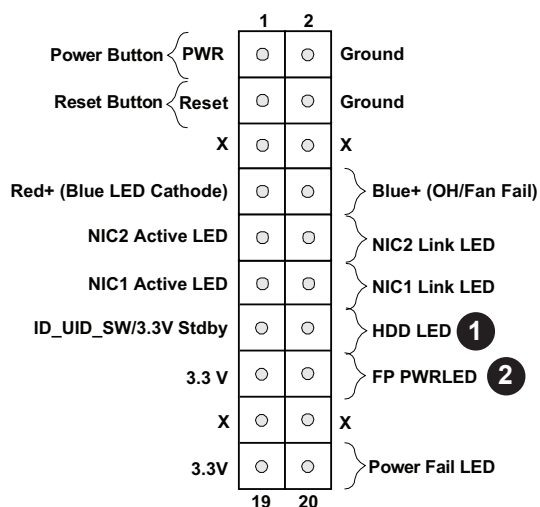 1 2
Power Button PWR Ground
Reset Button Reset Ground
X X
Red+ (Blue LED Cathode) Blue+ (OH/Fan Fail)
NIC2 Active LED NIC2 Link LED
NIC1 Active LED NIC1 Link LED
ID_UID_SW/3.3V Stdby HDD LED 1
3.3 V FP PWRLED 2
X X
3.3V Power Fail LED
19 20